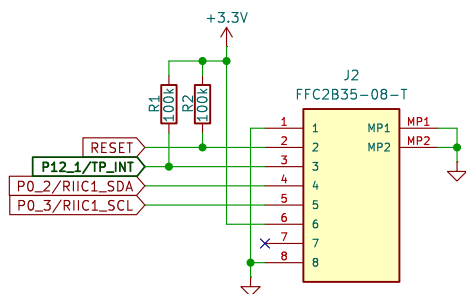 +3.3V
J2
FFC2B35-08-T
R1
100k
R2
100k
1 1 MP1 MP1
RESET 2 2 MP2 MP2
P12_1/TP_INT 3 3
P0_2/RIIC1_SDA 4 4
P0_3/RIIC1_SCL 5 5
6 6
7 7
8 8